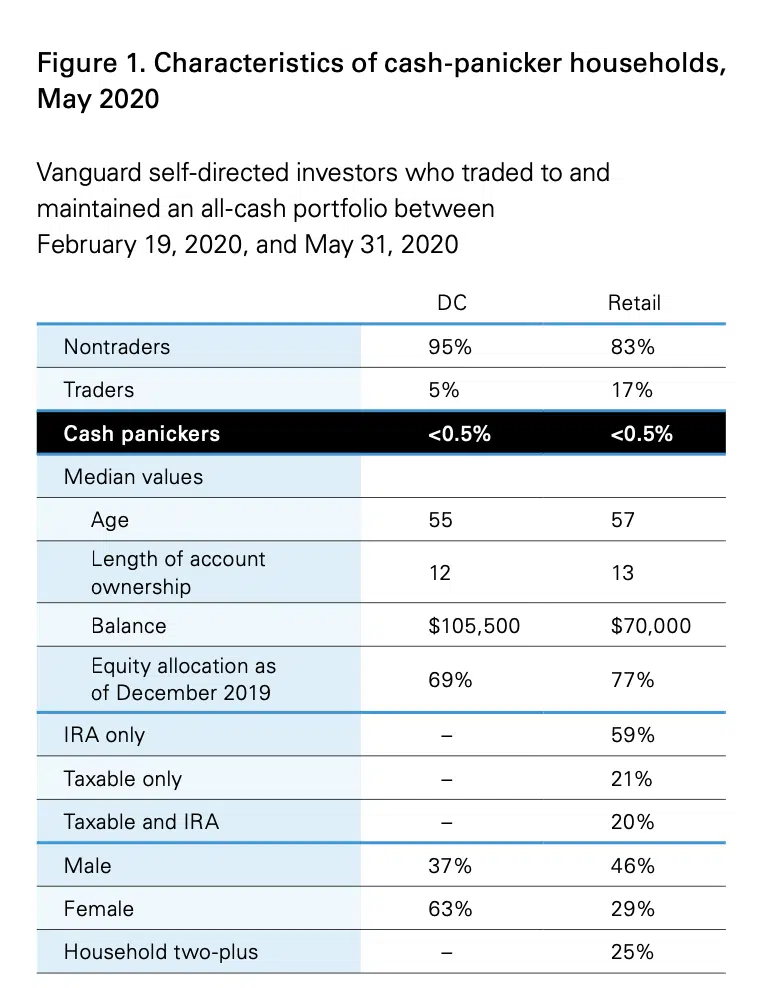 Figure 1. Characteristics of cash-panicker households,
May 2020
Vanguard self-directed investors who traded to and
maintained an all-cash portfolio between
February 19, 2020, and May 31, 2020
DC Retail
Nontraders 95% 83%
Traders 5% 17%
Cash panickers <0.5% <0.5%
Median values
Age 55 57
Length of account
ownership 12 13
Balance $105,500 $70,000
Equity allocation as
of December 2019 69% 77%
IRA only – 59%
Taxable only – 21%
Taxable and IRA – 20%
Male 37% 46%
Female 63% 29%
Household two-plus – 25%